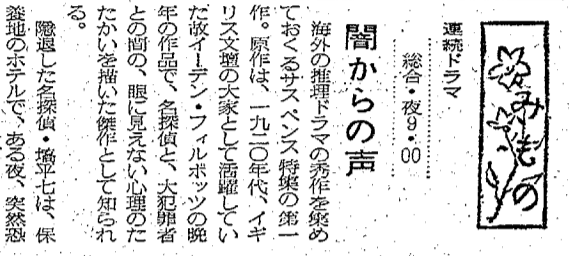 みもの
連続ドラマ
総合・夜9・00
闇からの声
海外の推理ドラマの秀作を集め
ておくるサスペンス特集の第一
作。原作は、一九二〇年代、イギ
リス文壇の大家として活躍してい
た故イーデン・フィルポッツの晩
年の作品で、名探偵と、大犯罪者
との間の、眼に見えない心理のた
たかいを描いた傑作として知られ
る。
隠退した名探偵・塙平七は、保
養地のホテルで、ある夜、突然恐